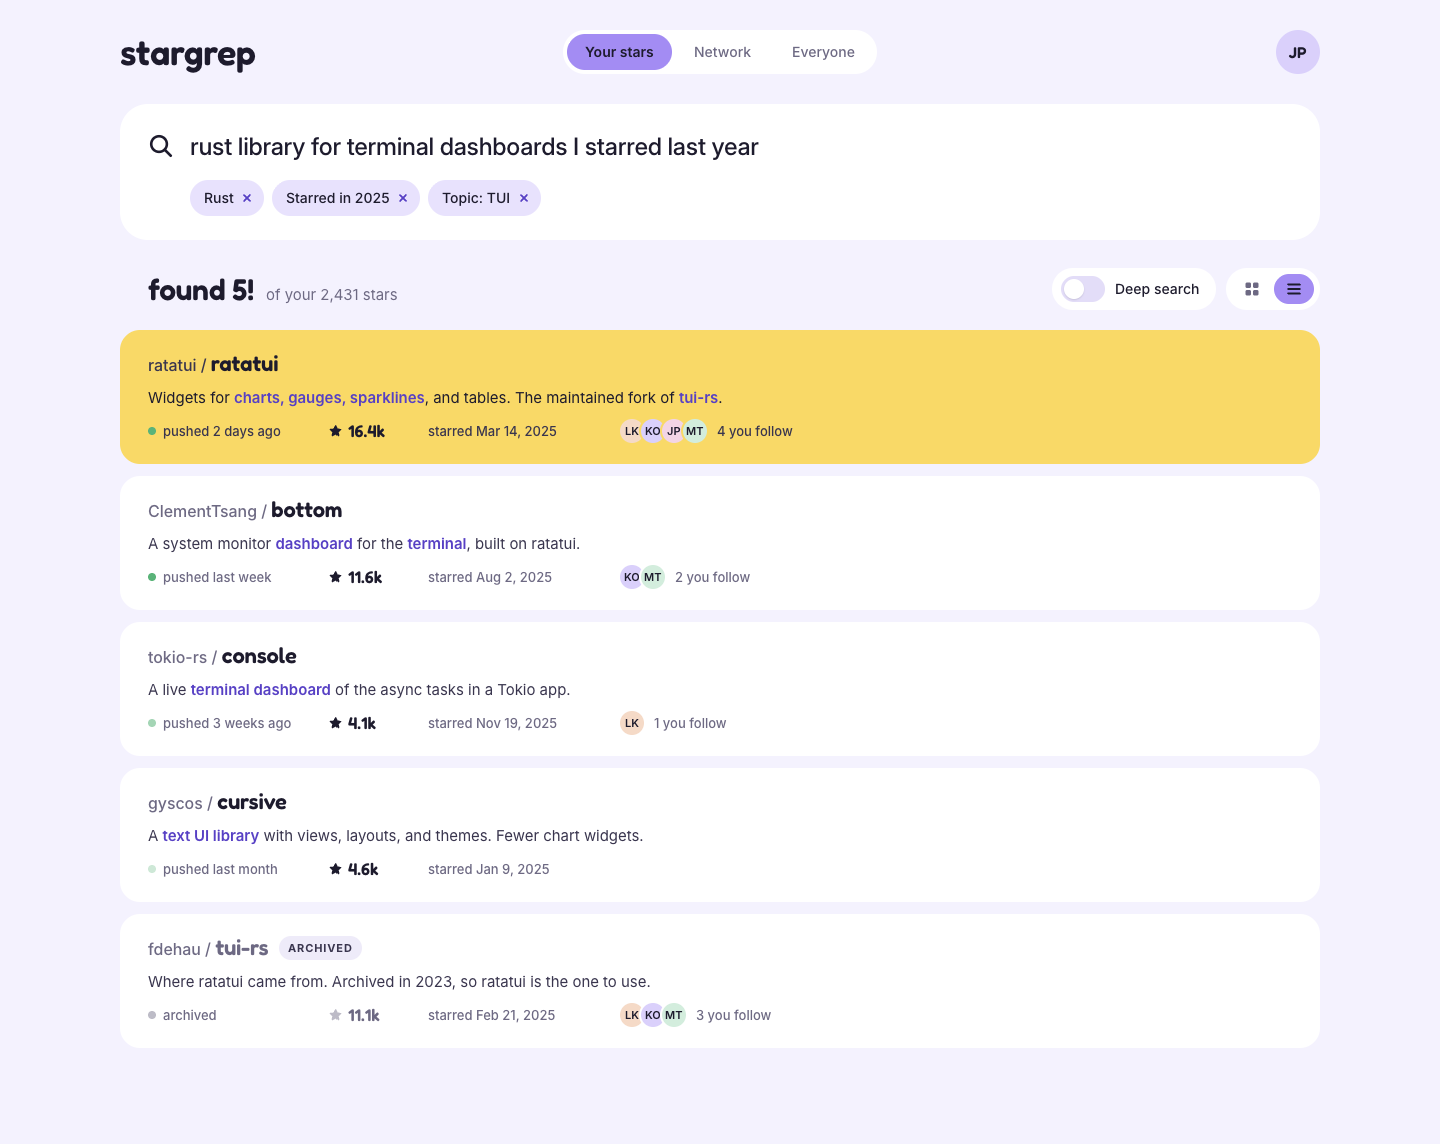 stargrep
Your stars Network Everyone
JP
rust library for terminal dashboards I starred last year
Rust × Starred in 2025 × Topic: TUI ×
found 5! of your 2,431 stars
Deep search
ratatui / ratatui
Widgets for charts, gauges, sparklines, and tables. The maintained fork of tui-rs.
pushed 2 days ago ★ 16.4k starred Mar 14, 2025 LK KO JP MT 4 you follow
ClementTsang / bottom
A system monitor dashboard for the terminal, built on ratatui.
pushed last week ★ 11.6k starred Aug 2, 2025 KO MT 2 you follow
tokio-rs / console
A live terminal dashboard of the async tasks in a Tokio app.
pushed 3 weeks ago ★ 4.1k starred Nov 19, 2025 LK 1 you follow
gyscos / cursive
A text UI library with views, layouts, and themes. Fewer chart widgets.
pushed last month ★ 4.6k starred Jan 9, 2025
fdehau / tui-rs ARCHIVED
Where ratatui came from. Archived in 2023, so ratatui is the one to use.
archived ★ 11.1k starred Feb 21, 2025 LK KO MT 3 you follow